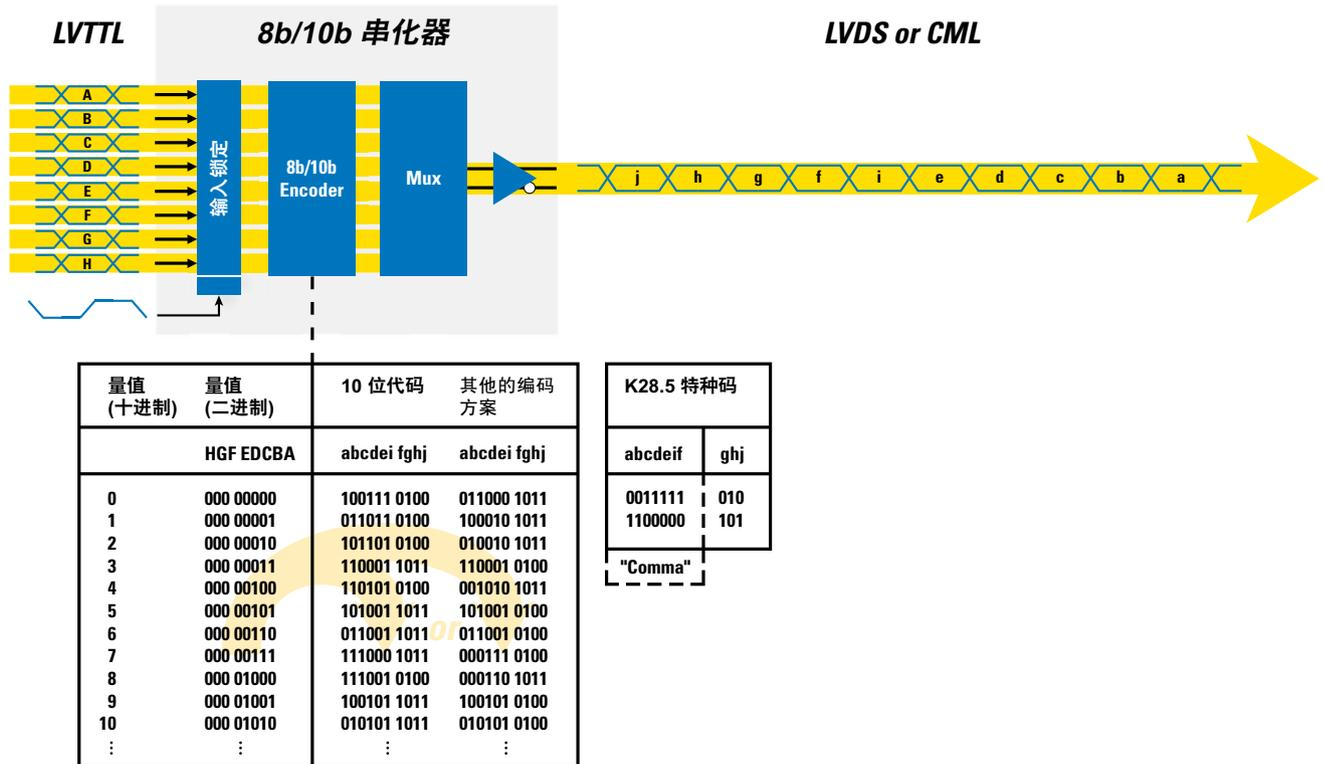 LVTTL
8b/10b 串化器
LVDS or CML
A
B
C
D
E
F
G
H
输入锁定
8b/10b
Encoder
Mux
j h g f i e d c b a
量值
(十进制)
量值
(二进制)
10 位代码
其他的编码
方案
HGF EDCBA abcdei fghj abcdei fghj
0 000 00000 100111 0100 011000 1011
1 000 00001 011011 0100 100010 1011
2 000 00010 101101 0100 010010 1011
3 000 00011 110001 1011 110001 0100
4 000 00100 110101 0100 001010 1011
5 000 00101 101001 1011 101001 0100
6 000 00110 011001 1011 or 011001 0100
7 000 00111 111000 1011 000111 0100
8 000 01000 111001 0100 000110 1011
9 000 01001 100101 1011 100101 0100
10 000 01010 010101 1011 010101 0100
⋮ ⋮ ⋮ ⋮
K28.5 特种码
abcdeif ghj
0011111 010
1100000 101
"Comma"